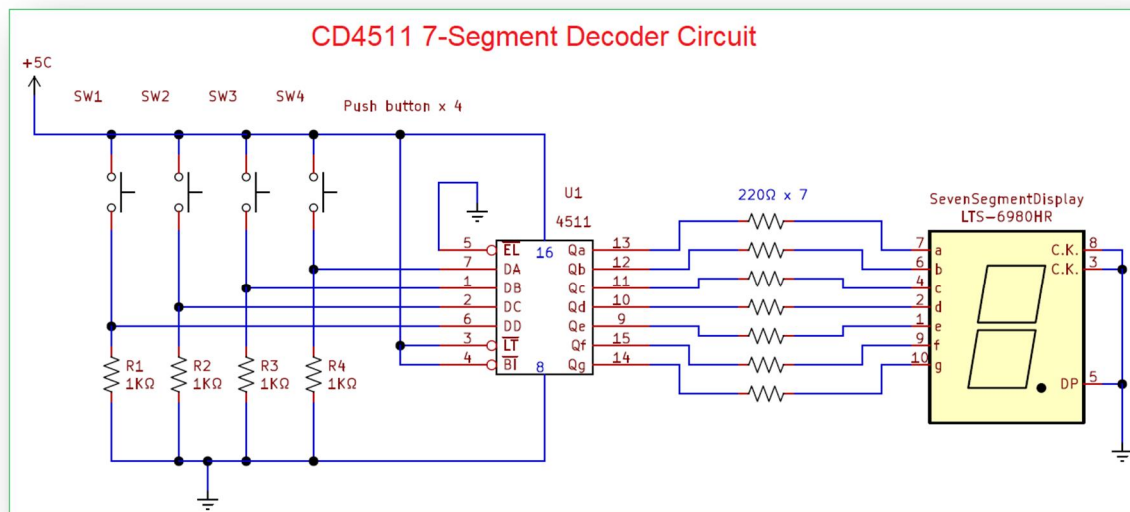 CD4511 7-Segment Decoder Circuit
+5C
SW1 SW2 SW3 SW4 Push button x 4
U1
4511
220Ω x 7
SevenSegmentDisplay
LTS-6980HR
5 EL 16 Qa 13 7 a C.K. 8
7 DA Qb 12 6 b C.K. 3
1 DB Qc 11 4 c
2 DC Qd 10 2 d
6 DD Qe 9 1 e
3 LT Qf 15 9 f
4 BI 8 Qg 14 10 g
DP 5
R1 R2 R3 R4
1KΩ 1KΩ 1KΩ 1KΩ